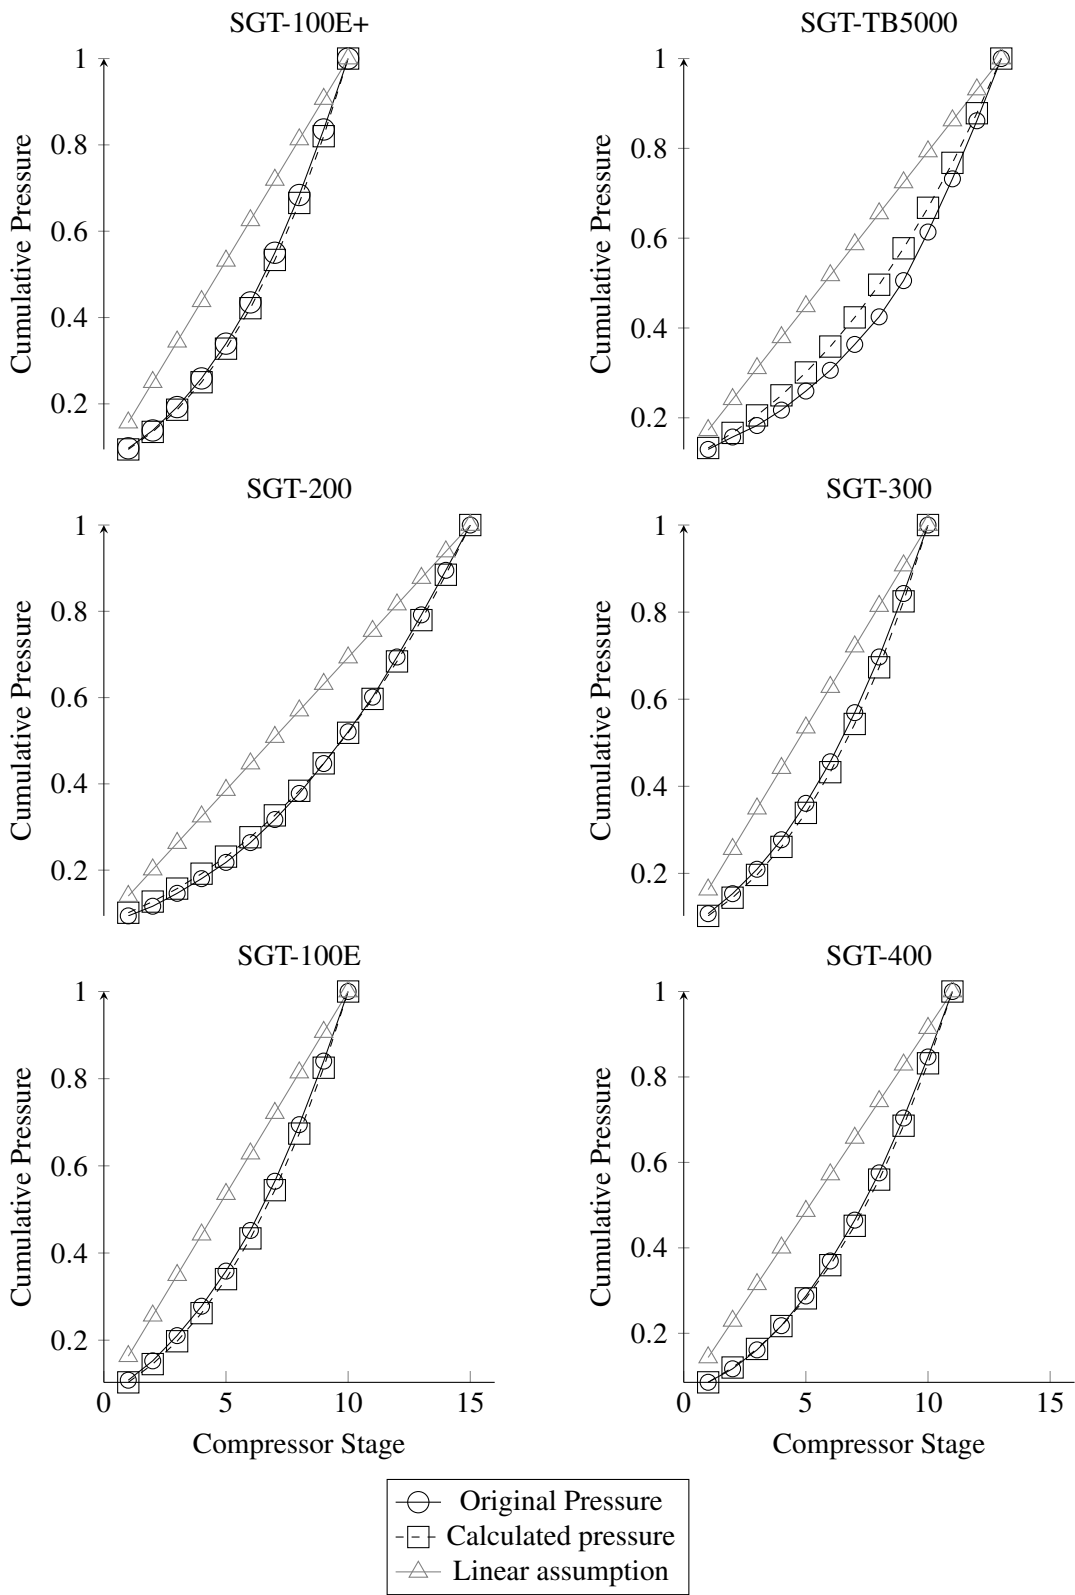 SGT-100E+
SGT-TB5000
1
0.8
0.6
0.4
0.2
Cumulative Pressure
1
0.8
0.6
0.4
0.2
Cumulative Pressure
SGT-200
SGT-300
1
0.8
0.6
0.4
0.2
Cumulative Pressure
1
0.8
0.6
0.4
0.2
Cumulative Pressure
SGT-100E
SGT-400
1
0.8
0.6
0.4
0.2
Cumulative Pressure
0 5 10 15
Compressor Stage
1
0.8
0.6
0.4
0.2
Cumulative Pressure
0 5 10 15
Compressor Stage
Original Pressure
Calculated pressure
Linear assumption